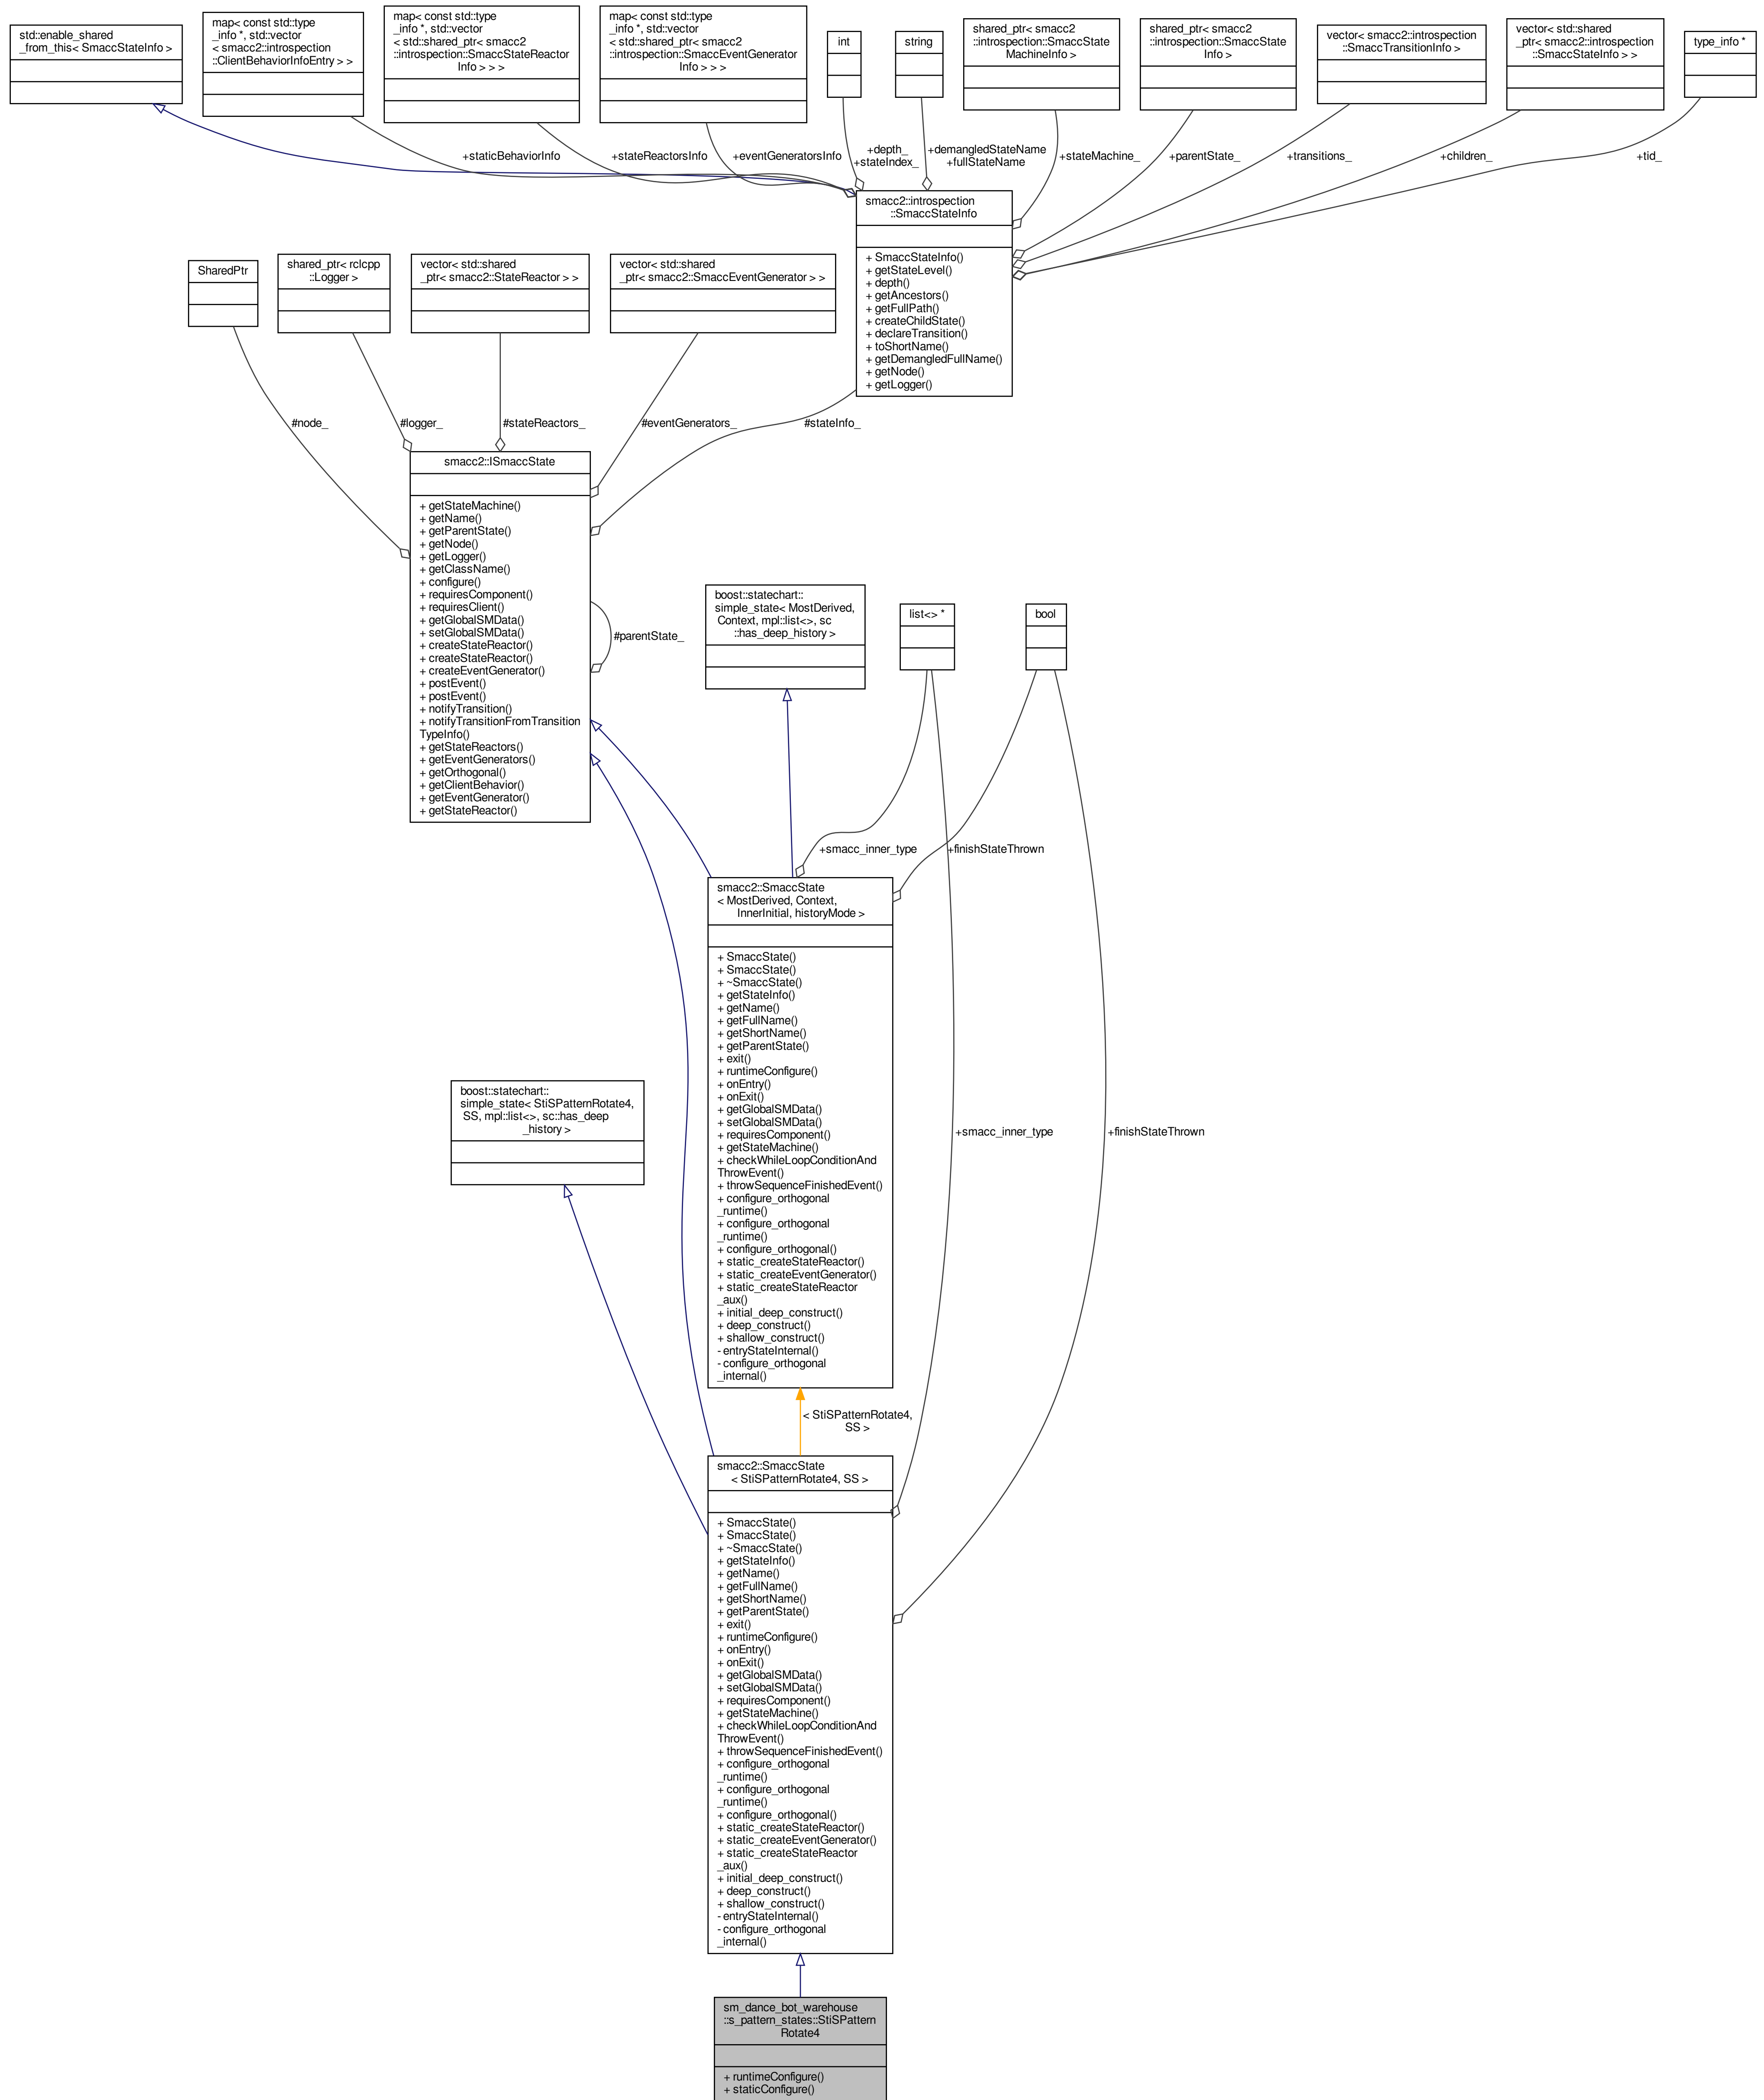 std::enable_shared
_from_this< SmaccStateInfo >
map< const std::type
_info *, std::vector
< smacc2::introspection
::ClientBehaviorInfoEntry > >
map< const std::type
_info *, std::vector
< std::shared_ptr< smacc2
::introspection::SmaccStateReactor
Info > > >
map< const std::type
_info *, std::vector
< std::shared_ptr< smacc2
::introspection::SmaccEventGenerator
Info > > >
int
string
shared_ptr< smacc2
::introspection::SmaccState
MachineInfo >
shared_ptr< smacc2
::introspection::SmaccState
Info >
vector< smacc2::introspection
::SmaccTransitionInfo >
vector< std::shared
_ptr< smacc2::introspection
::SmaccStateInfo > >
type_info *
+staticBehaviorInfo
+stateReactorsInfo
+eventGeneratorsInfo
+depth_
+stateIndex_
+demangledStateName
+fullStateName
+stateMachine_
+parentState_
+transitions_
+children_
+tid_
smacc2::introspection
::SmaccStateInfo
+ SmaccStateInfo()
+ getStateLevel()
+ depth()
+ getAncestors()
+ getFullPath()
+ createChildState()
+ declareTransition()
+ toShortName()
+ getDemangledFullName()
+ getNode()
+ getLogger()
SharedPtr
shared_ptr< rclcpp
::Logger >
vector< std::shared
_ptr< smacc2::StateReactor > >
vector< std::shared
_ptr< smacc2::SmaccEventGenerator > >
#node_
#logger_
#stateReactors_
#eventGenerators_
#stateInfo_
smacc2::ISmaccState
+ getStateMachine()
+ getName()
+ getParentState()
+ getNode()
+ getLogger()
+ getClassName()
+ configure()
+ requiresComponent()
+ requiresClient()
+ getGlobalSMData()
+ setGlobalSMData()
+ createStateReactor()
+ createStateReactor()
+ createEventGenerator()
+ postEvent()
+ postEvent()
+ notifyTransition()
+ notifyTransitionFromTransition
TypeInfo()
+ getStateReactors()
+ getEventGenerators()
+ getOrthogonal()
+ getClientBehavior()
+ getEventGenerator()
+ getStateReactor()
#parentState_
boost::statechart::
simple_state< MostDerived,
Context, mpl::list<>, sc
::has_deep_history >
list<> *
bool
+smacc_inner_type
+finishStateThrown
smacc2::SmaccState
< MostDerived, Context,
InnerInitial, historyMode >
+ SmaccState()
+ SmaccState()
+ ~SmaccState()
+ getStateInfo()
+ getName()
+ getFullName()
+ getShortName()
+ getParentState()
+ exit()
+ runtimeConfigure()
+ onEntry()
+ onExit()
+ getGlobalSMData()
+ setGlobalSMData()
+ requiresComponent()
+ getStateMachine()
+ checkWhileLoopConditionAnd
ThrowEvent()
+ throwSequenceFinishedEvent()
+ configure_orthogonal
_runtime()
+ configure_orthogonal
_runtime()
+ configure_orthogonal()
+ static_createStateReactor()
+ static_createEventGenerator()
+ static_createStateReactor
_aux()
+ initial_deep_construct()
+ deep_construct()
+ shallow_construct()
- entryStateInternal()
- configure_orthogonal
_internal()
boost::statechart::
simple_state< StiSPatternRotate4,
SS, mpl::list<>, sc::has_deep
_history >
+smacc_inner_type
+finishStateThrown
< StiSPatternRotate4,
SS >
smacc2::SmaccState
< StiSPatternRotate4, SS >
+ SmaccState()
+ SmaccState()
+ ~SmaccState()
+ getStateInfo()
+ getName()
+ getFullName()
+ getShortName()
+ getParentState()
+ exit()
+ runtimeConfigure()
+ onEntry()
+ onExit()
+ getGlobalSMData()
+ setGlobalSMData()
+ requiresComponent()
+ getStateMachine()
+ checkWhileLoopConditionAnd
ThrowEvent()
+ throwSequenceFinishedEvent()
+ configure_orthogonal
_runtime()
+ configure_orthogonal
_runtime()
+ configure_orthogonal()
+ static_createStateReactor()
+ static_createEventGenerator()
+ static_createStateReactor
_aux()
+ initial_deep_construct()
+ deep_construct()
+ shallow_construct()
- entryStateInternal()
- configure_orthogonal
_internal()
sm_dance_bot_warehouse
::s_pattern_states::StiSPattern
Rotate4
+ runtimeConfigure()
+ staticConfigure()